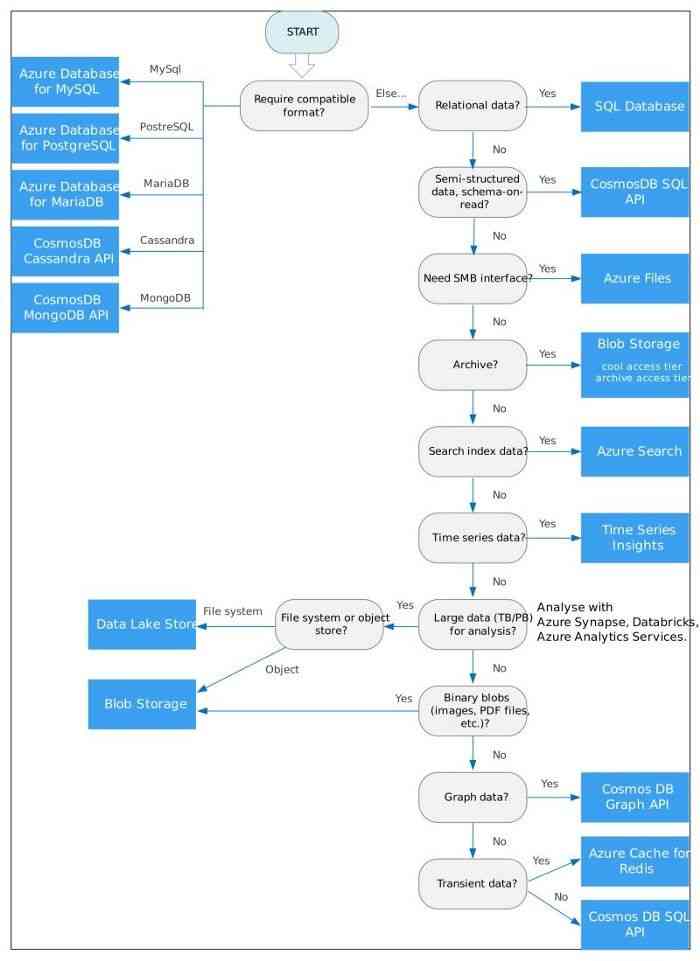 START
Azure Database
for MySQL
MySql
Require compatible
format?
Else...
Relational data?
Yes
SQL Database
Azure Database
for PostgreSQL
PostreSQL
No
Azure Database
for MariaDB
MariaDB
Semi-structured
data, schema-on-
read?
Yes
CosmosDB SQL
API
CosmosDB
Cassandra API
Cassandra
No
Need SMB interface?
Yes
Azure Files
CosmosDB
MongoDB API
MongoDB
No
Archive?
Yes
Blob Storage
cool access tier
archive access tier
No
Search index data?
Yes
Azure Search
No
Time series data?
Yes
Time Series
Insights
No
Data Lake Store
File system
File system or object
store?
Yes
Large data (TB/PB)
for analysis?
Analyse with
Azure Synapse, Databricks,
Azure Analytics Services.
Object
No
Blob Storage
Yes
Binary blobs
(images, PDF files,
etc.)?
No
Graph data?
Yes
Cosmos DB
Graph API
No
Transient data?
Yes
Azure Cache for
Redis
No
Cosmos DB SQL
API